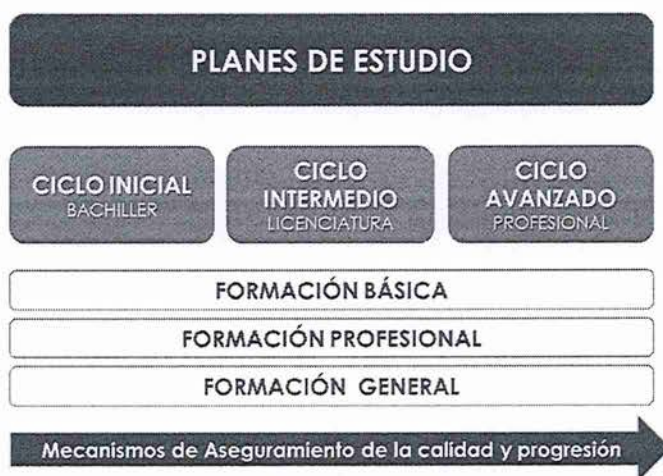 PLANES DE ESTUDIO
CICLO INICIAL
BACHILLER
CICLO
INTERMEDIO
LICENCIATURA
CICLO
AVANZADO
PROFESIONAL
FORMACIÓN BÁSICA
FORMACIÓN PROFESIONAL
FORMACIÓN GENERAL
Mecanismos de Aseguramiento de la calidad y progresión